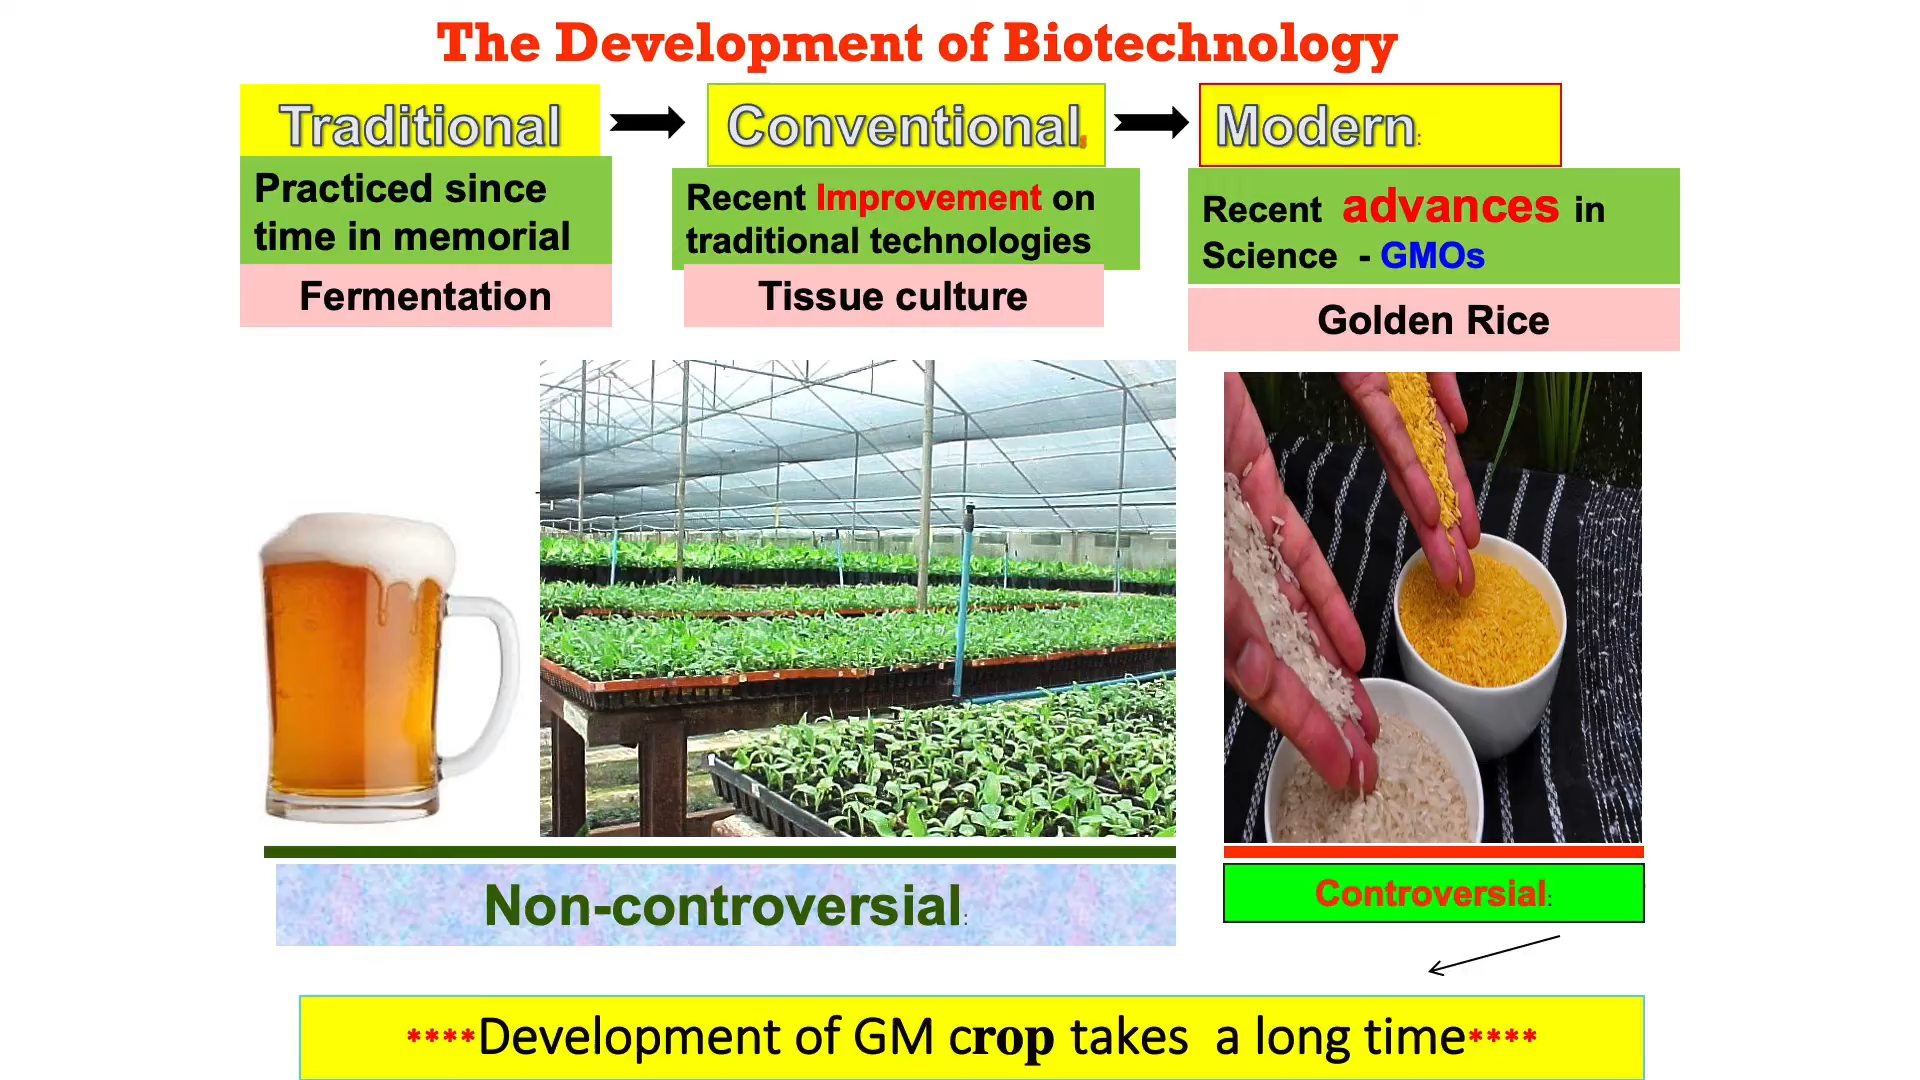 The Development of Biotechnology
Traditional
Practiced since
time in memorial
Fermentation
Conventional:
Recent Improvement on
traditional technologies
Tissue culture
Modern:
Recent advances in
Science - GMOs
Golden Rice
Non-controversial:
Controversial:
****Development of GM crop takes a long time****